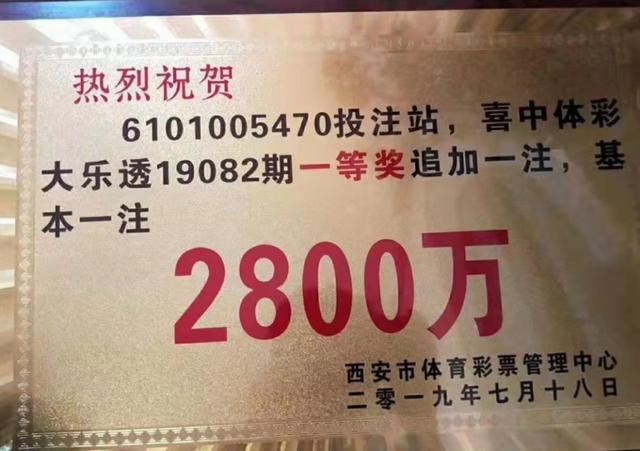 热烈祝贺
6101005470投注站，喜中体彩
大乐透19082期一等奖追加一注，基
本一注
2800万
西安市体育彩票管理中心
二零一九年七月十八日